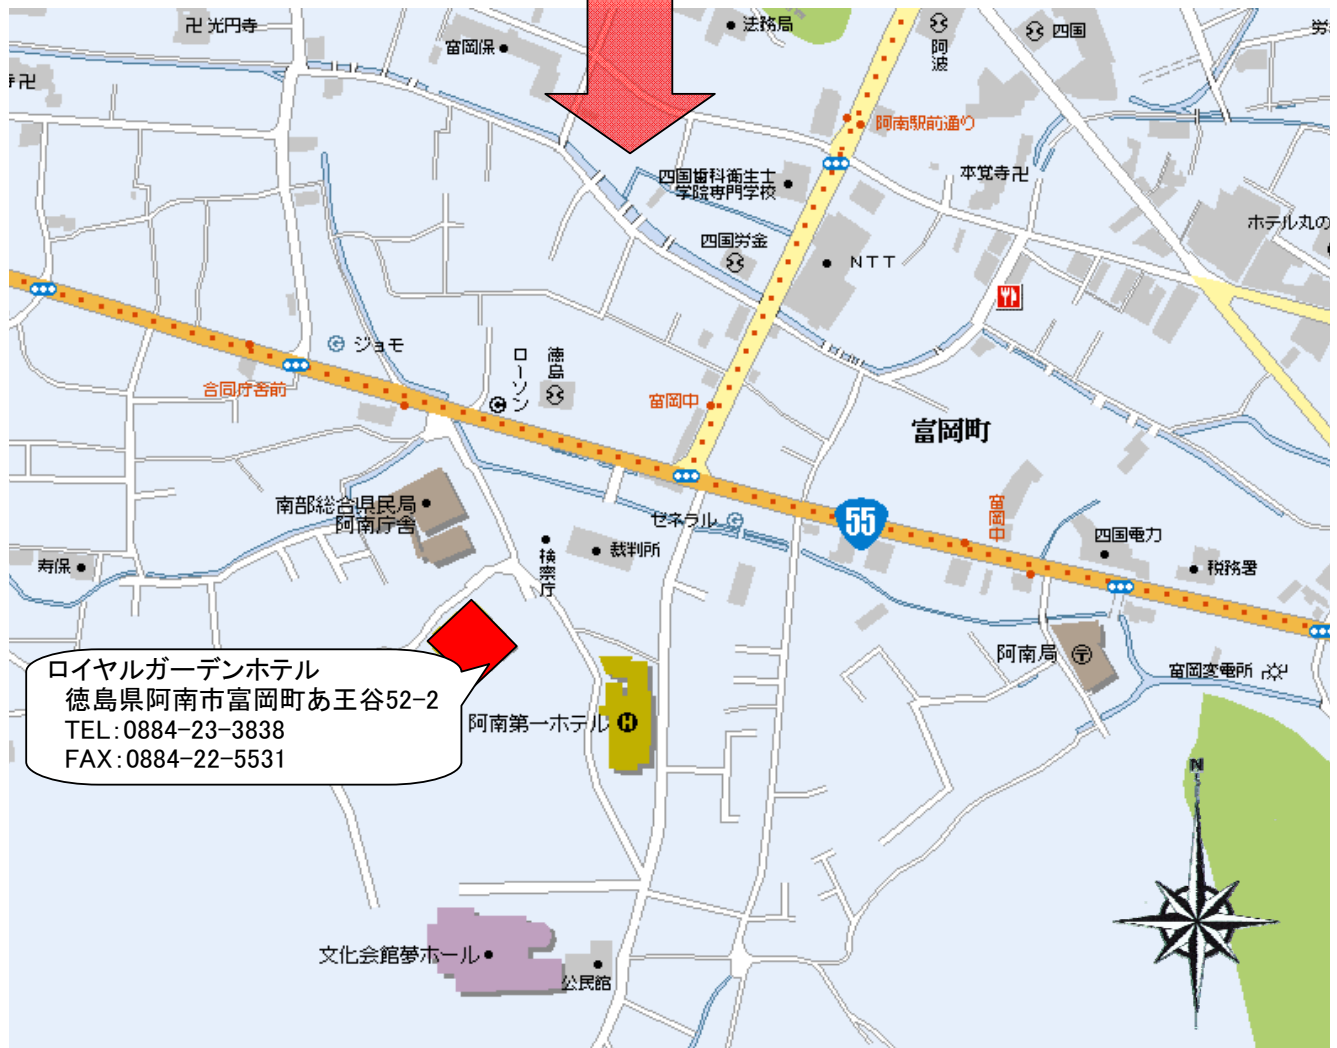 光円寺
富岡保
法務局
阿波
四国
労
寺
阿南駅前通り
四国歯科衛生士
学院専門学校
本覚寺
ホテル丸の
四国労金
NTT
ジョモ
ローソン
徳島
合同庁舎前
富岡中
富岡町
南部総合県民局
阿南庁舎
ゼネラル
55
富岡中
四国電力
検察庁
裁判所
寿保
税務署
ロイヤルガーデンホテル
徳島県阿南市富岡町あ王谷52-2
TEL:0884-23-3838
FAX:0884-22-5531
阿南局
富岡変電所
阿南第一ホテル
H
N
文化会館夢ホール
公民館